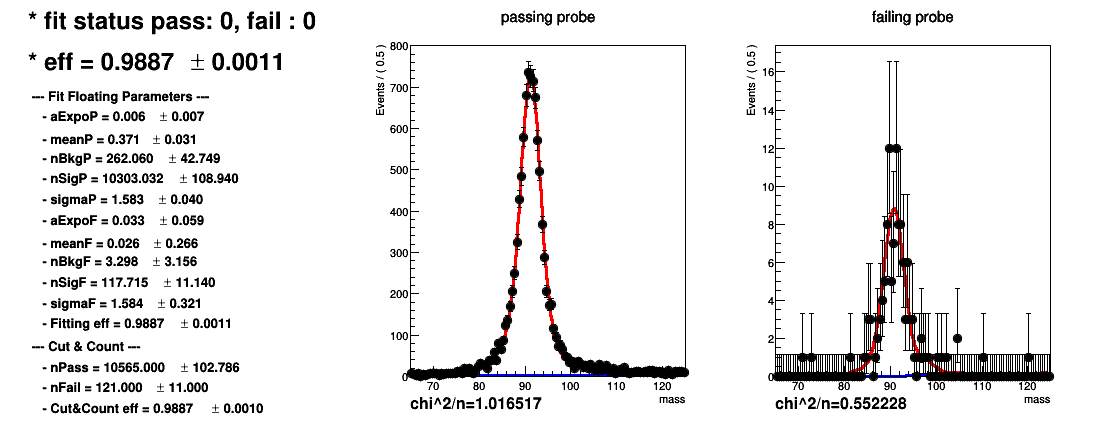 * fit status pass: 0, fail : 0
* eff = 0.9887 ± 0.0011
--- Fit Floating Parameters ---
- aExpoP = 0.006 ± 0.007
- meanP = 0.371 ± 0.031
- nBkgP = 262.060 ± 42.749
- nSigP = 10303.032 ± 108.940
- sigmaP = 1.583 ± 0.040
- aExpoF = 0.033 ± 0.059
- meanF = 0.026 ± 0.266
- nBkgF = 3.298 ± 3.156
- nSigF = 117.715 ± 11.140
- sigmaF = 1.584 ± 0.321
- Fitting eff = 0.9887 ± 0.0011
--- Cut & Count ---
- nPass = 10565.000 ± 102.786
- nFail = 121.000 ± 11.000
- Cut&Count eff = 0.9887 ± 0.0010
passing probe
Events / ( 0.5 )
800
700
600
500
400
300
200
100
0
70 80 90 100 110 120
mass
chi^2/n=1.016517
failing probe
Events / ( 0.5 )
16
14
12
10
8
6
4
2
0
70 80 90 100 110 120
mass
chi^2/n=0.552228